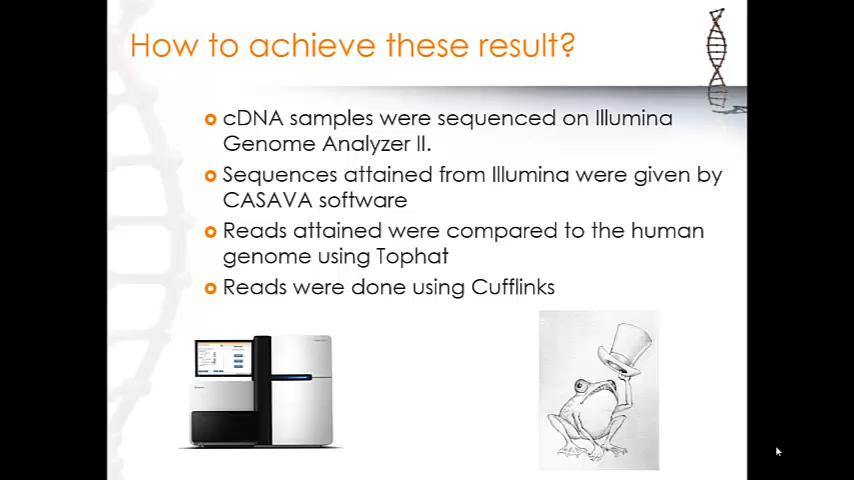 How to achieve these result?
cDNA samples were sequenced on Illumina
Genome Analyzer II.
Sequences attained from Illumina were given by
CASAVA software
Reads attained were compared to the human
genome using Tophat
Reads were done using Cufflinks